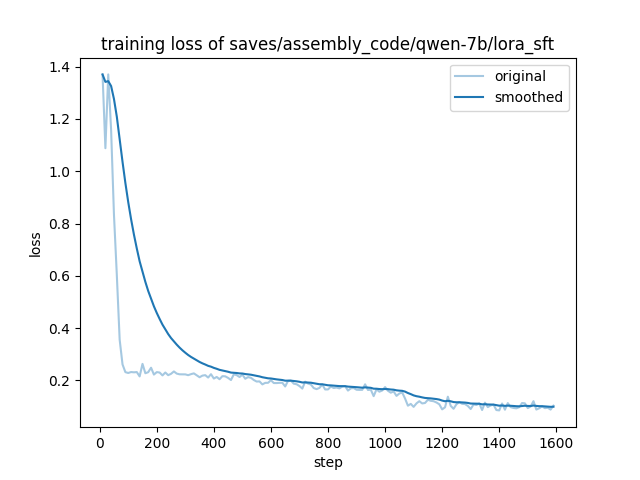 training loss of saves/assembly_code/qwen-7b/lora_sft
original
smoothed
1.4
1.2
1.0
0.8
0.6
0.4
0.2
loss
0 200 400 600 800 1000 1200 1400 1600
step